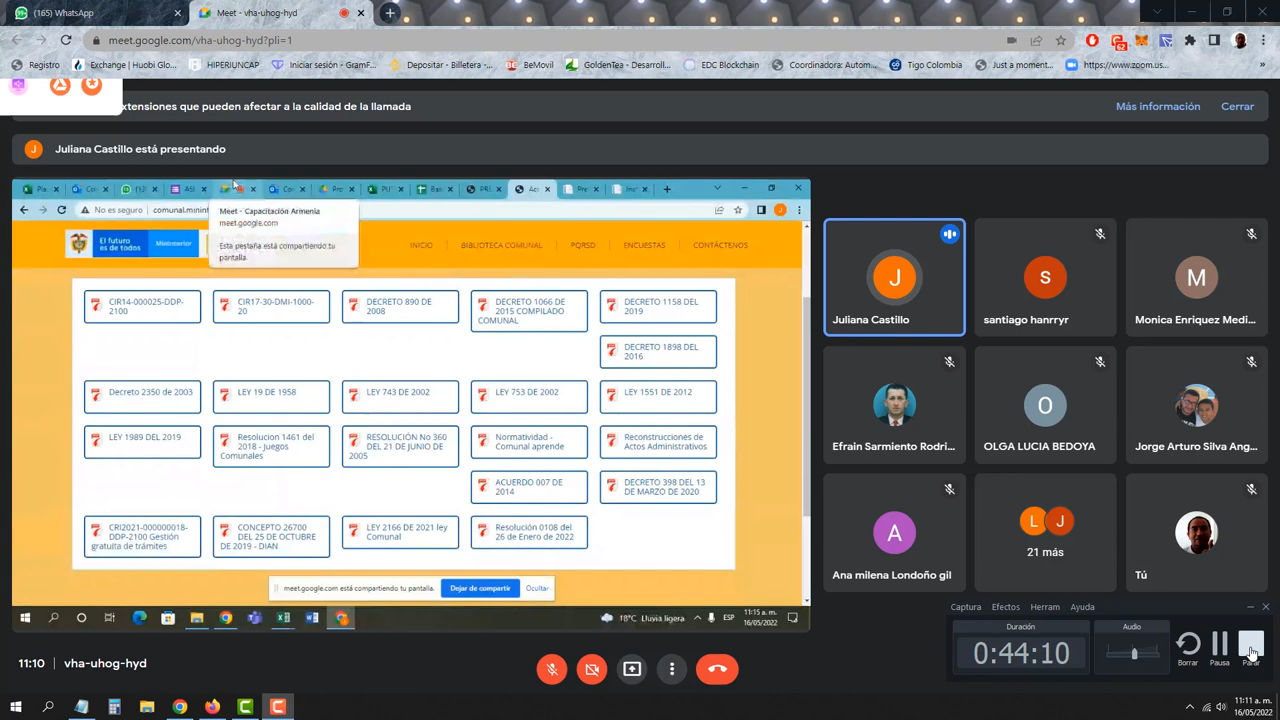 (165) WhatsApp
Meet - vha-uhog-hyd
meet.google.com/vha-uhog-hyd?pli=1
62
Registro
Exchange | Huobi Glo...
HIPERIUNCAP
Iniciar sesión - GramF...
Depositar - Billetera -...
BeMovil
GoldenTea - Desarroll...
EDC Blockchain
Coordinadora: Autom...
Tigo Colombia
Just a moment...
https://www.zoom.us...
extensiones que pueden afectar a la calidad de la llamada
Más información
Cerrar
J
Juliana Castillo está presentando
No es seguro
comunal.mininf
Meet - Capacitación Armenia
meet.google.com
Esta pestaña está compartiendo tu
pantalla.
El futuro
es de todos
Mininterior
INICIO
BIBLIOTECA COMUNAL
PQRSD
ENCUESTAS
CONTÁCTENOS
CIR14-000025-DDP-
2100
CIR17-30-DMI-1000-
20
DECRETO 890 DE
2008
DECRETO 1066 DE
2015 COMPILADO
COMUNAL
DECRETO 1158 DEL
2019
DECRETO 1898 DEL
2016
Decreto 2350 de 2003
LEY 19 DE 1958
LEY 743 DE 2002
LEY 753 DE 2002
LEY 1551 DE 2012
LEY 1989 DEL 2019
Resolucion 1461 del
2018 - juegos
Comunales
RESOLUCIÓN No 360
DEL 21 DE JUNIO DE
2005
Normatividad -
Comunal aprende
Reconstrucciones de
Actos Administrativos
ACUERDO 007 DE
2014
DECRETO 398 DEL 13
DE MARZO DE 2020
CRI2021-000000018-
DDP-2100 Gestión
gratuita de trámites
CONCEPTO 26700
DEL 25 DE OCTUBRE
DE 2019 - DIAN
LEY 2166 DE 2021 ley
Comunal
Resolución 0108 del
26 de Enero de 2022
meet.google.com está compartiendo tu pantalla.
Dejar de compartir
Ocultar
18°C Lluvia ligera
ESP
11:15 a. m.
16/05/2022
J
Juliana Castillo
s
santiago hanrryr
M
Monica Enriquez Medi...
Efrain Sarmiento Rodri...
O
OLGA LUCIA BEDOYA
Jorge Arturo Silva Ang...
A
Ana milena Londoño gil
L J
21 más
Tú
Captura
Efectos
Herram
Ayuda
Duración
0:44:10
Audio
Borrar
Pausa
Parar
11:10
vha-uhog-hyd
11:11 a. m.
16/05/2022